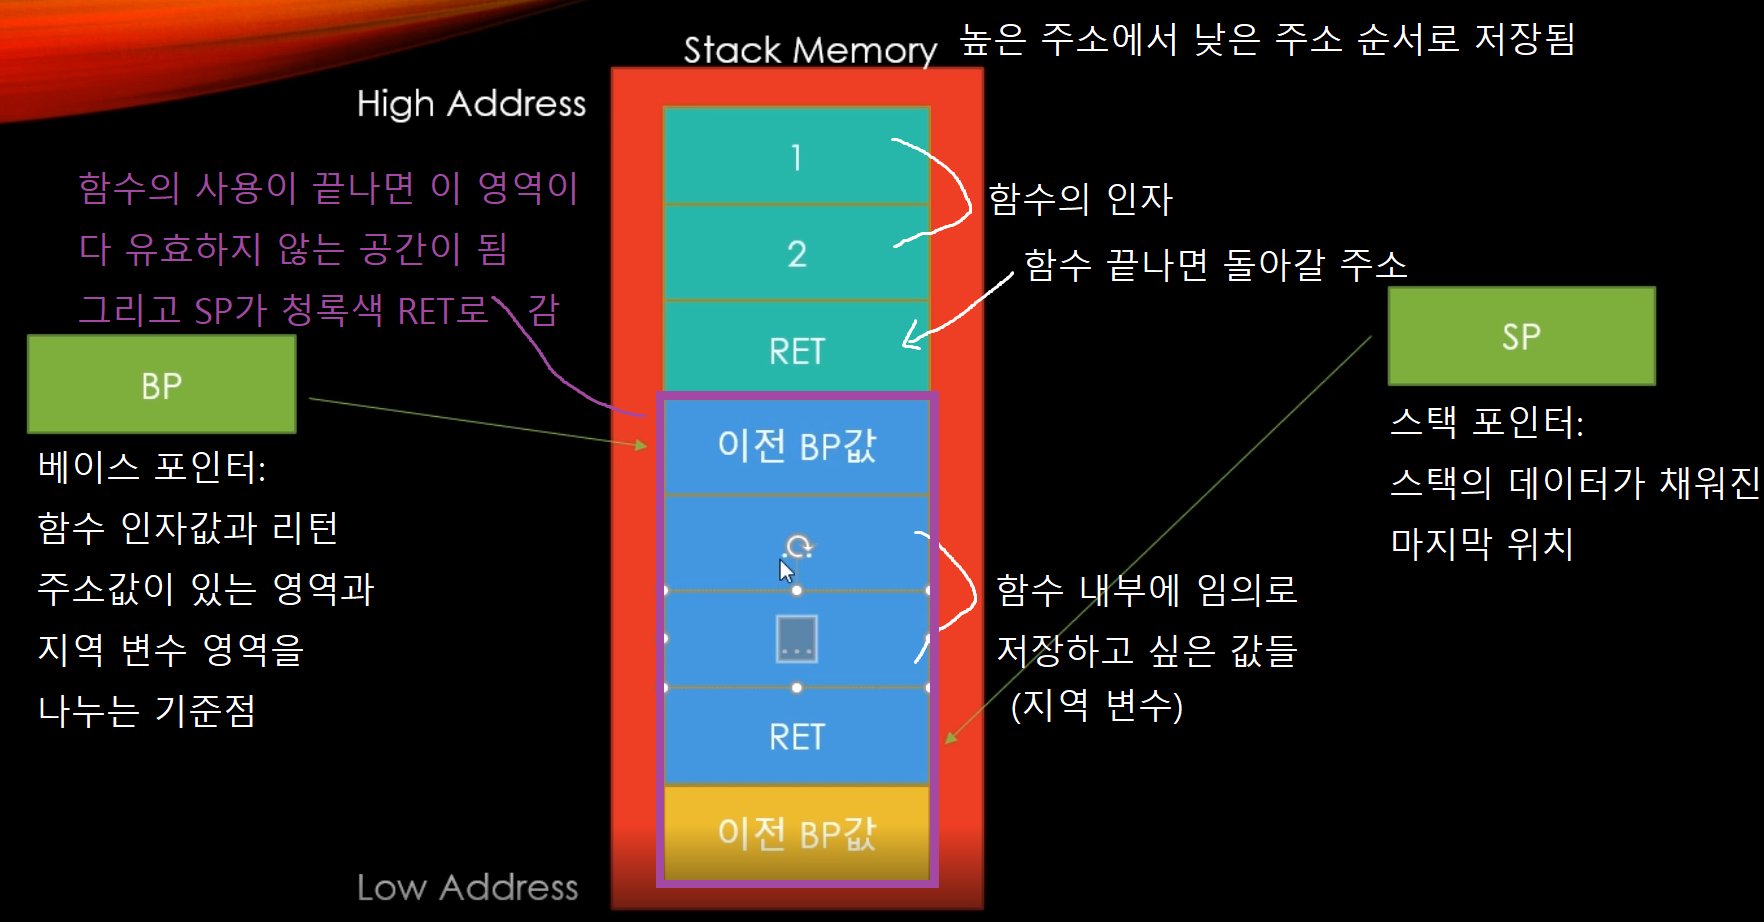 Stack Memory
높은 주소에서 낮은 주소 순서로 저장됨
High Address
1
함수의 사용이 끝나면 이 영역이
다 유효하지 않는 공간이 됨
그리고 SP가 청록색 RET로 감
함수의 인자
2
함수 끝나면 돌아갈 주소
RET
SP
BP
스택 포인터:
스택의 데이터가 채워진
마지막 위치
이전 BP값
베이스 포인터:
함수 인자값과 리턴
주소값이 있는 영역과
지역 변수 영역을
나누는 기준점
...
함수 내부에 임의로
저장하고 싶은 값들
(지역 변수)
RET
이전 BP값
Low Address